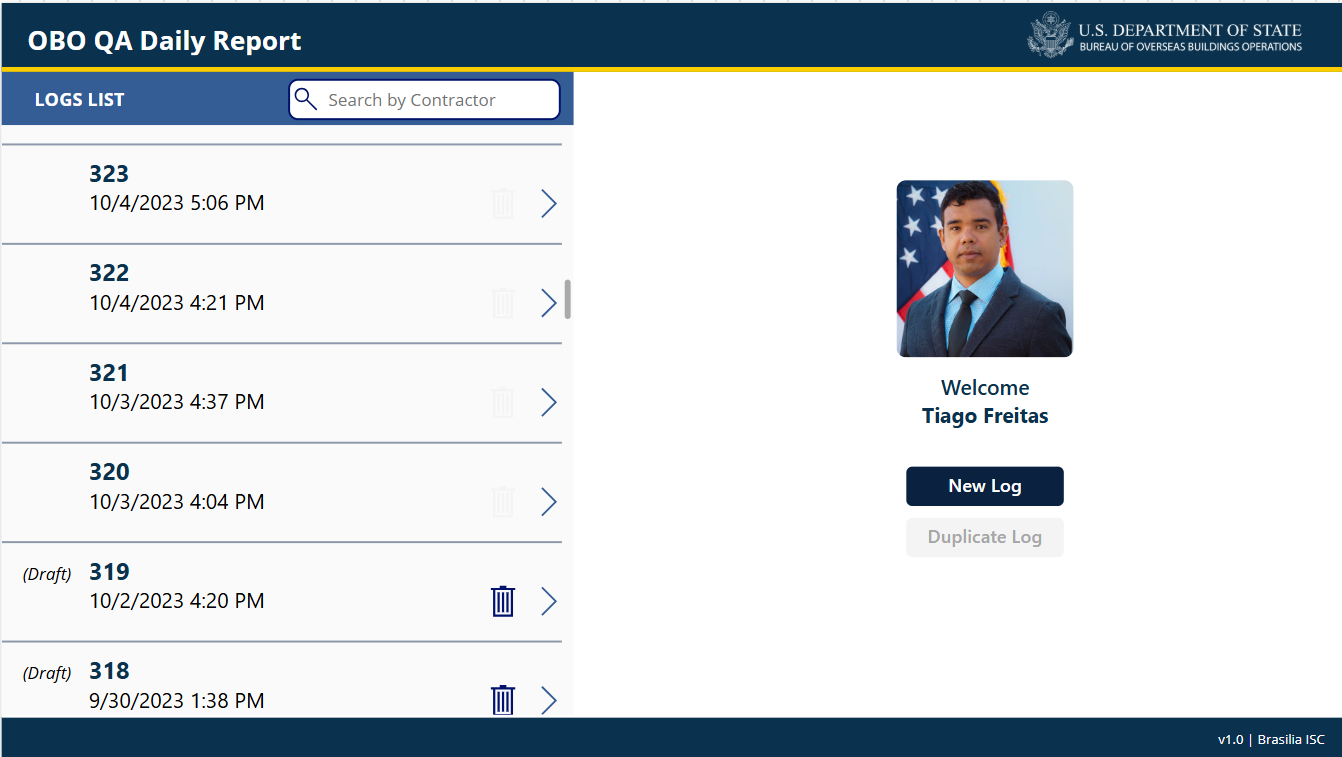 OBO QA Daily Report
U.S. DEPARTMENT OF STATE
BUREAU OF OVERSEAS BUILDINGS OPERATIONS
LOGS LIST
Search by Contractor
323
10/4/2023 5:06 PM
322
10/4/2023 4:21 PM
321
10/3/2023 4:37 PM
320
10/3/2023 4:04 PM
(Draft) 319
10/2/2023 4:20 PM
(Draft) 318
9/30/2023 1:38 PM
Welcome
Tiago Freitas
New Log
Duplicate Log
v1.0 | Brasilia ISC